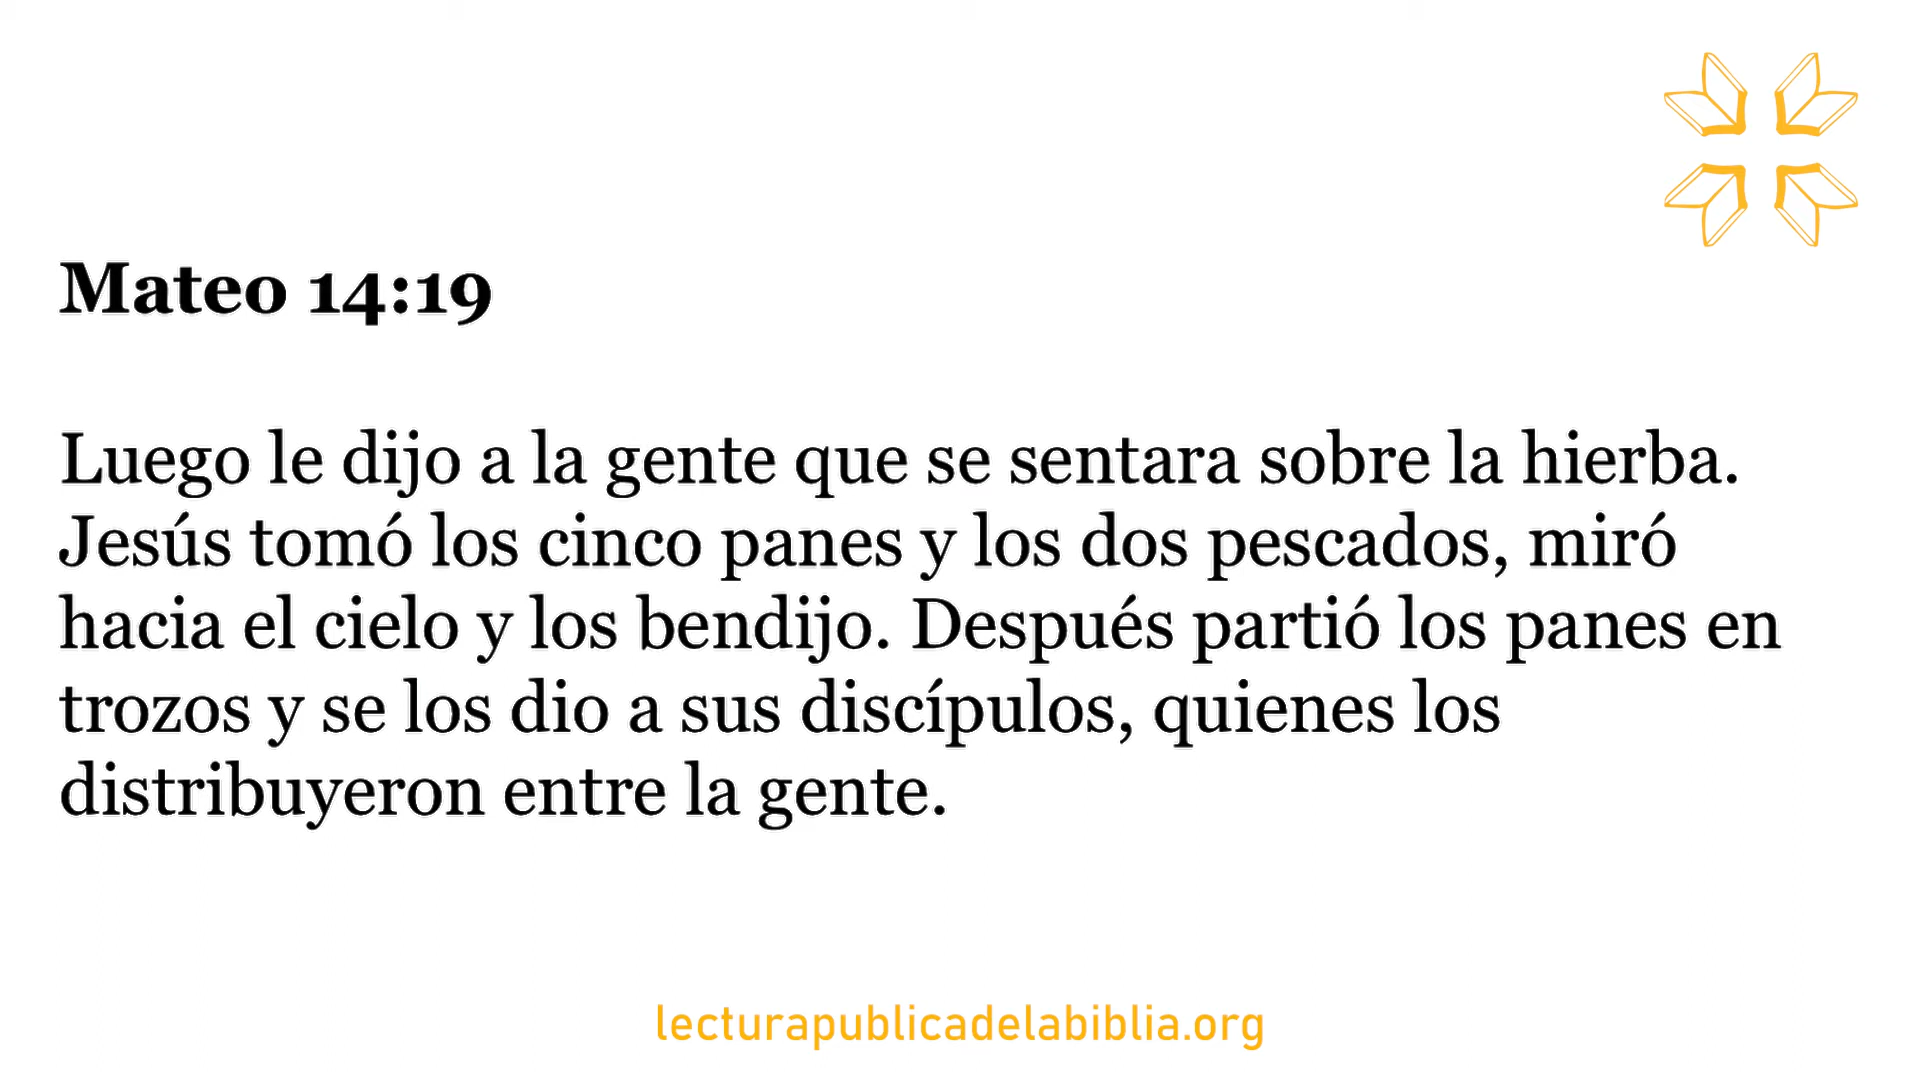 Mateo 14:19
Luego le dijo a la gente que se sentara sobre la hierba.
Jesús tomó los cinco panes y los dos pescados, miró
hacia el cielo y los bendijo. Después partió los panes en
trozos y se los dio a sus discípulos, quienes los
distribuyeron entre la gente.
lecturapublicadelabiblia.org